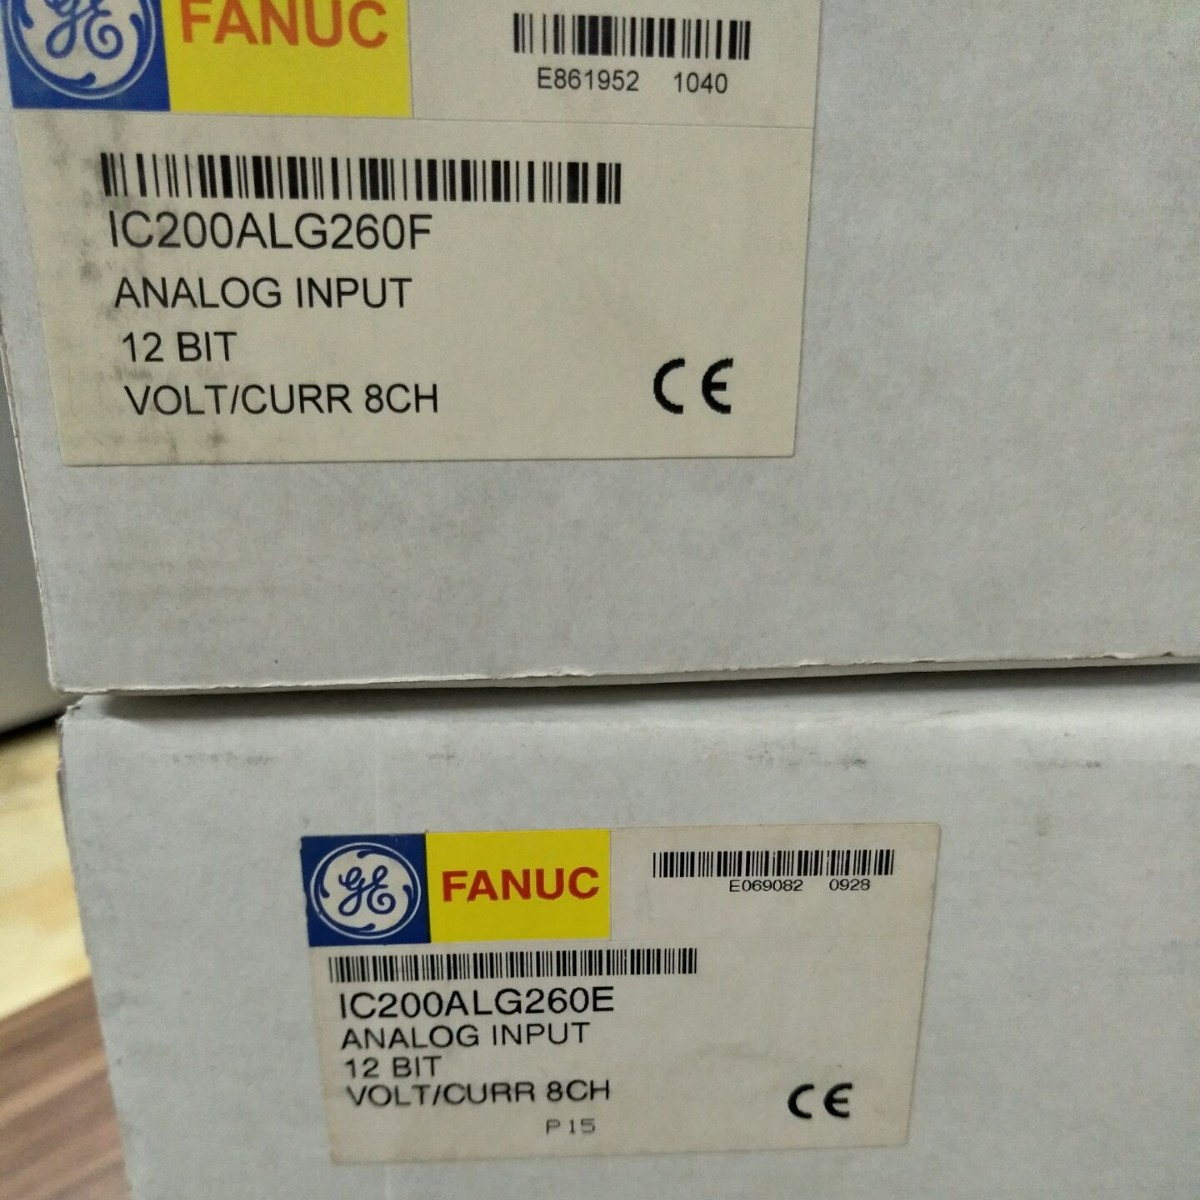 GE FANUC
E861952 1040
IC200ALG260F
ANALOG INPUT
12 BIT
VOLT/CURR 8CH
CE
GE FANUC
E069082 0928
IC200ALG260E
ANALOG INPUT
12 BIT
VOLT/CURR 8CH
CE
P15